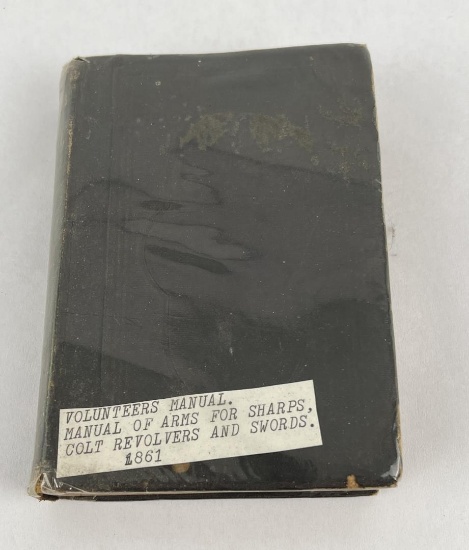 VOLUNTEERS MANUAL.
MANUAL OF ARMS FOR SHARPS,
COLT REVOLVERS AND SWORDS.
1861